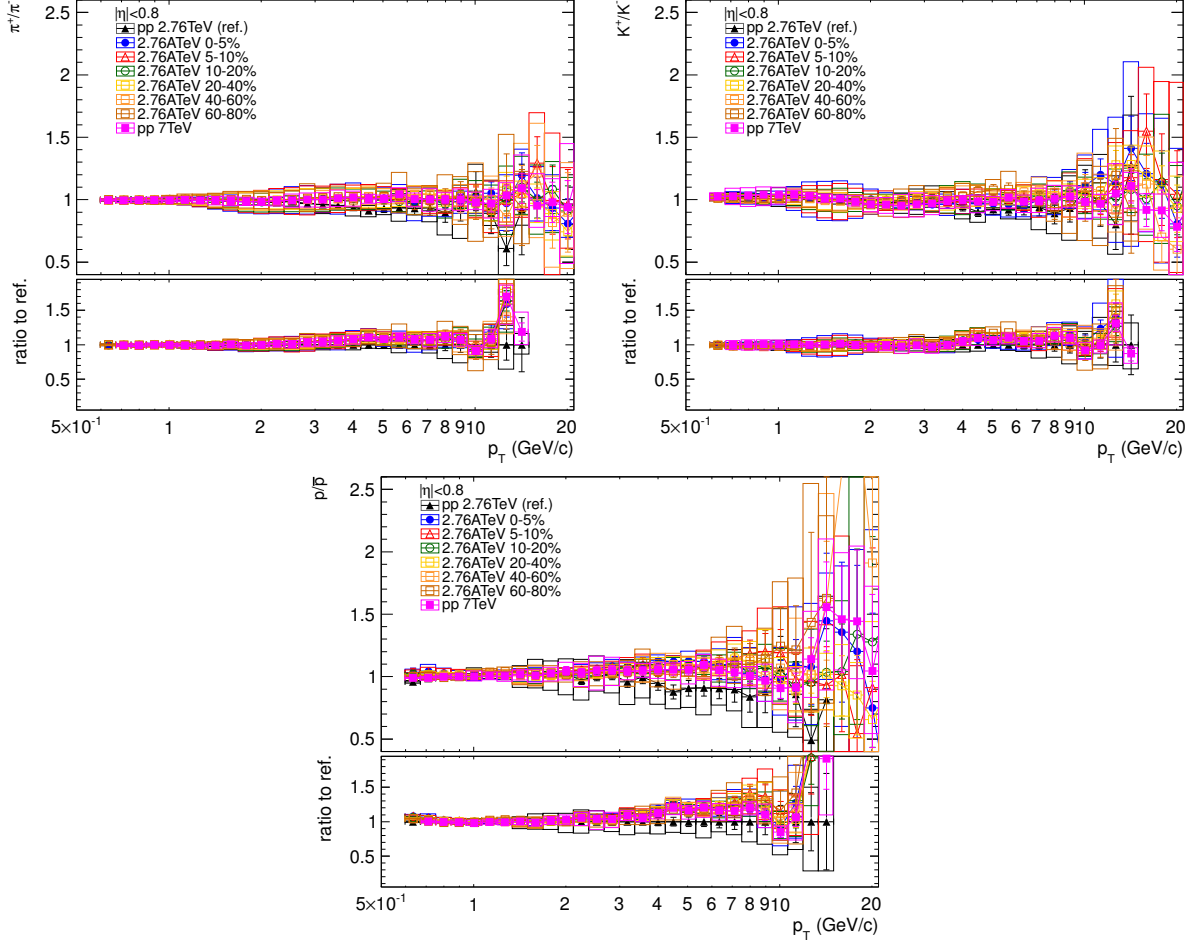 π⁺/π⁻
|η|<0.8
pp 2.76TeV (ref.)
2.76ATeV 0-5%
2.76ATeV 5-10%
2.76ATeV 10-20%
2.76ATeV 20-40%
2.76ATeV 40-60%
2.76ATeV 60-80%
pp 7TeV
2.5
2
1.5
1
0.5
ratio to ref.
1.5
1
0.5
5×10⁻¹ 1 2 3 4 5 6 7 8 910 20
p_T (GeV/c)
K⁺/K⁻
|η|<0.8
pp 2.76TeV (ref.)
2.76ATeV 0-5%
2.76ATeV 5-10%
2.76ATeV 10-20%
2.76ATeV 20-40%
2.76ATeV 40-60%
2.76ATeV 60-80%
pp 7TeV
2.5
2
1.5
1
0.5
ratio to ref.
1.5
1
0.5
5×10⁻¹ 1 2 3 4 5 6 7 8 910 20
p_T (GeV/c)
p/p̅
|η|<0.8
pp 2.76TeV (ref.)
2.76ATeV 0-5%
2.76ATeV 5-10%
2.76ATeV 10-20%
2.76ATeV 20-40%
2.76ATeV 40-60%
2.76ATeV 60-80%
pp 7TeV
2.5
2
1.5
1
0.5
ratio to ref.
1.5
1
0.5
5×10⁻¹ 1 2 3 4 5 6 7 8 910 20
p_T (GeV/c)